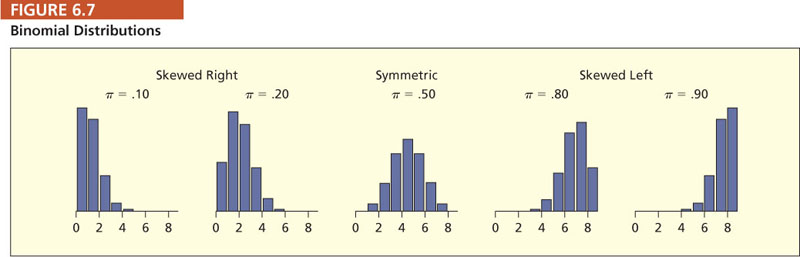 FIGURE 6.7
Binomial Distributions
Skewed Right Symmetric Skewed Left
π = .10 π = .20 π = .50 π = .80 π = .90
0 2 4 6 8 0 2 4 6 8 0 2 4 6 8 0 2 4 6 8 0 2 4 6 8